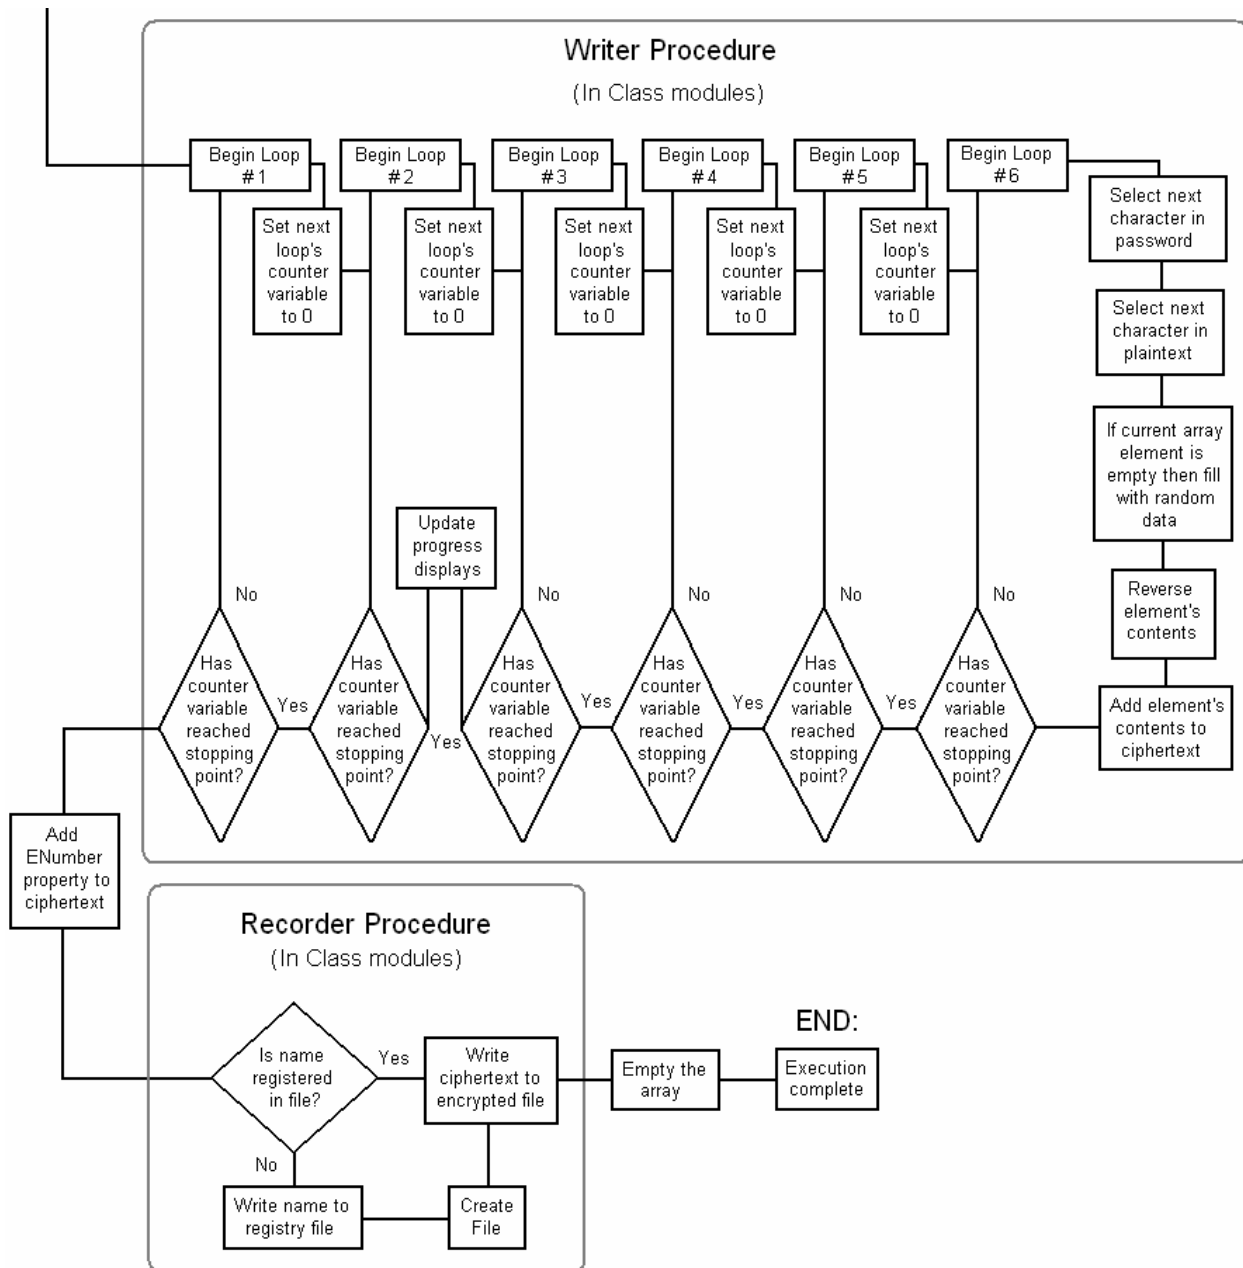 Writer Procedure
(In Class modules)
Begin Loop
#1
Begin Loop
#2
Begin Loop
#3
Begin Loop
#4
Begin Loop
#5
Begin Loop
#6
Set next
loop's
counter
variable
to 0
Set next
loop's
counter
variable
to 0
Set next
loop's
counter
variable
to 0
Set next
loop's
counter
variable
to 0
Set next
loop's
counter
variable
to 0
Select next
character in
password
Select next
character in
plaintext
If current array
element is
empty then fill
with random
data
Reverse
element's
contents
Add element's
contents to
ciphertext
Update
progress
displays
No
No
No
No
No
No
Has
counter
variable
reached
stopping
point?
Yes
Has
counter
variable
reached
stopping
point?
Yes
Has
counter
variable
reached
stopping
point?
Yes
Has
counter
variable
reached
stopping
point?
Yes
Has
counter
variable
reached
stopping
point?
Yes
Has
counter
variable
reached
stopping
point?
Add
ENumber
property to
ciphertext
Recorder Procedure
(In Class modules)
Is name
registered
in file?
Yes
No
Write
ciphertext to
encrypted file
Write name to
registry file
Create
File
Empty the
array
END:
Execution
complete